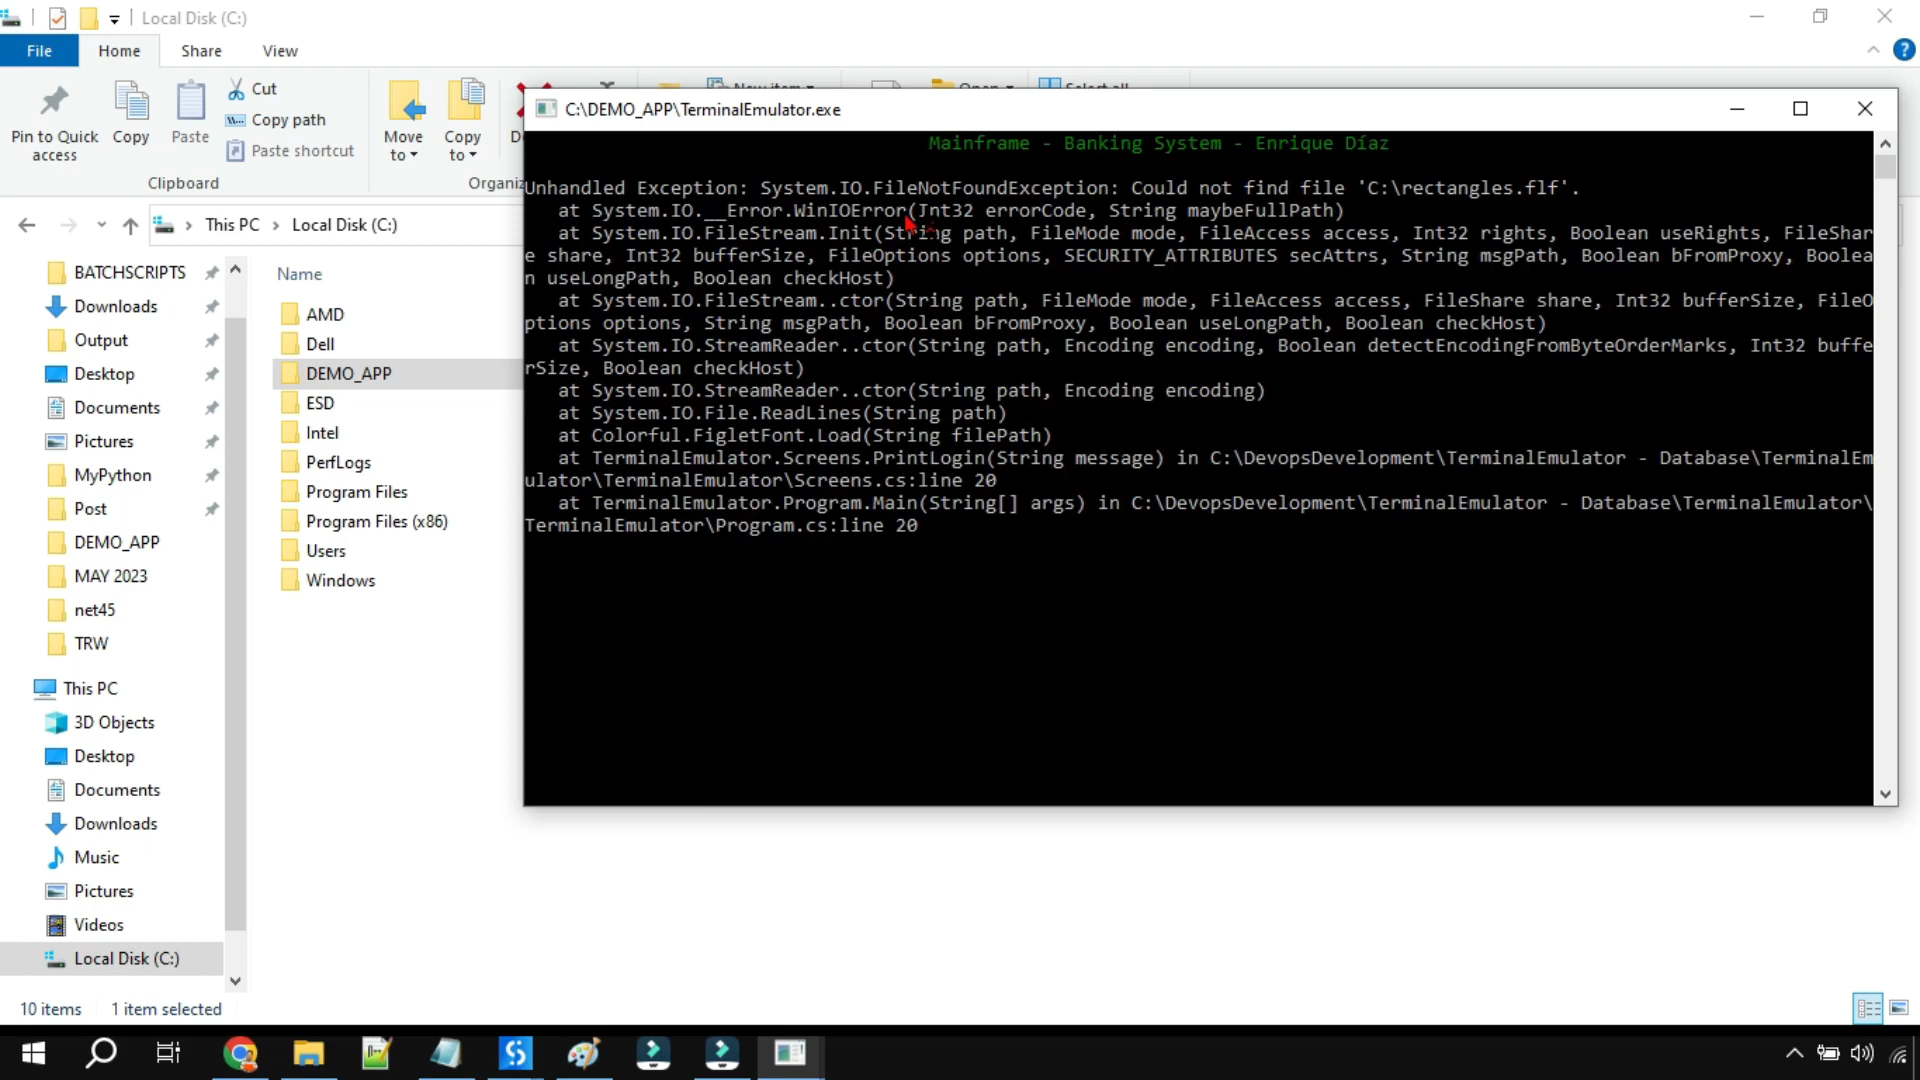 Local Disk (C:)
File
Home
Share
View
Pin to Quick access
Copy
Paste
Cut
Copy path
Paste shortcut
Clipboard
Move to
Copy to
New item
Open
Select all
C:\DEMO_APP\TerminalEmulator.exe
Mainframe - Banking System - Enrique Díaz
Unhandled Exception: System.IO.FileNotFoundException: Could not find file 'C:\rectangles.flf'.
at System.IO.__Error.WinIOError(Int32 errorCode, String maybeFullPath)
at System.IO.FileStream.Init(String path, FileMode mode, FileAccess access, Int32 rights, Boolean useRights, FileShar
e share, Int32 bufferSize, FileOptions options, SECURITY_ATTRIBUTES secAttrs, String msgPath, Boolean bFromProxy, Boolea
n useLongPath, Boolean checkHost)
at System.IO.FileStream..ctor(String path, FileMode mode, FileAccess access, FileShare share, Int32 bufferSize, FileO
ptions options, String msgPath, Boolean bFromProxy, Boolean useLongPath, Boolean checkHost)
at System.IO.StreamReader..ctor(String path, Encoding encoding, Boolean detectEncodingFromByteOrderMarks, Int32 buffe
rSize, Boolean checkHost)
at System.IO.StreamReader..ctor(String path, Encoding encoding)
at System.IO.File.ReadLines(String path)
at Colorful.FigletFont.Load(String filePath)
at TerminalEmulator.Screens.PrintLogin(String message) in C:\DevopsDevelopment\TerminalEmulator - Database\TerminalEm
ulator\TerminalEmulator\Screens.cs:line 20
at TerminalEmulator.Program.Main(String[] args) in C:\DevopsDevelopment\TerminalEmulator - Database\TerminalEmulator\
TerminalEmulator\Program.cs:line 20
This PC
Local Disk (C:)
BATCHSCRIPTS
Downloads
Output
Desktop
Documents
Pictures
MyPython
Post
DEMO_APP
MAY 2023
net45
TRW
This PC
3D Objects
Desktop
Documents
Downloads
Music
Pictures
Videos
Local Disk (C:)
Name
AMD
Dell
DEMO_APP
ESD
Intel
PerfLogs
Program Files
Program Files (x86)
Users
Windows
10 items
1 item selected